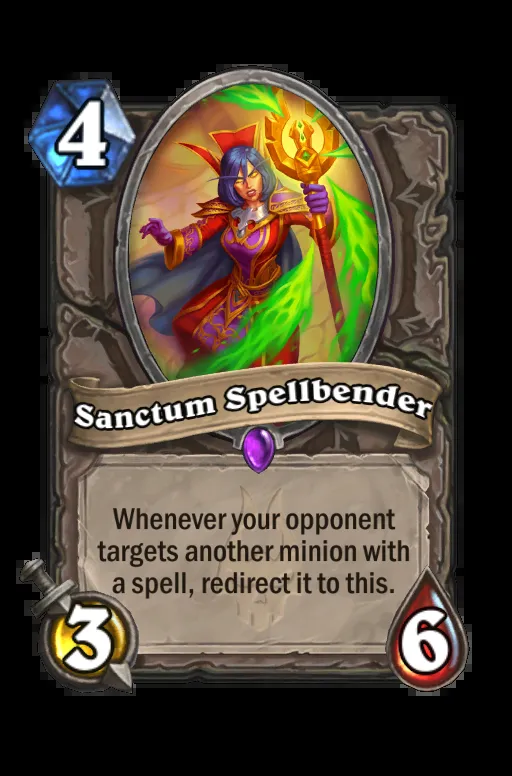 4
Sanctum Spellbender
Whenever your opponent
targets another minion with
a spell, redirect it to this.
3
6